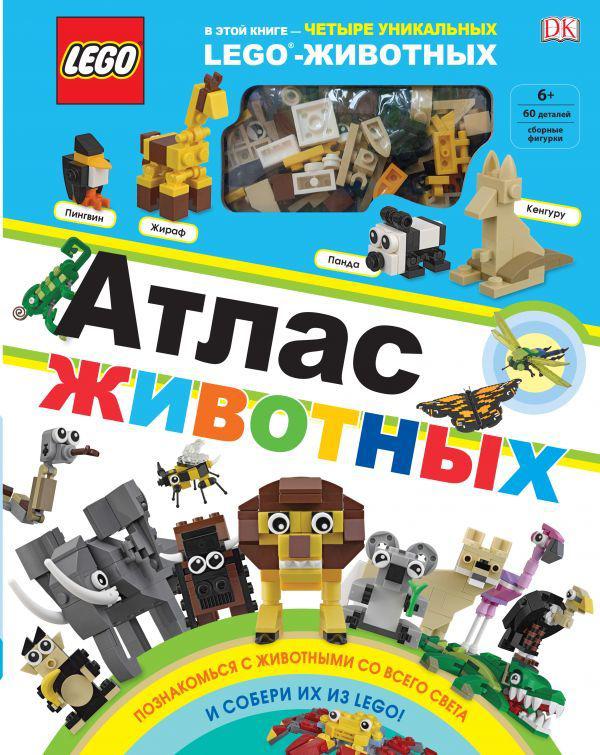 LEGO
В ЭТОЙ КНИГЕ — ЧЕТЫРЕ УНИКАЛЬНЫХ
LEGO®-ЖИВОТНЫХ
DK
6+
60 деталей
сборные
фигурки
Пингвин
Жираф
Панда
Кенгуру
Атлас
животных
ПОЗНАКОМЬСЯ С ЖИВОТНЫМИ СО ВСЕГО СВЕТА
И СОБЕРИ ИХ ИЗ LEGO!